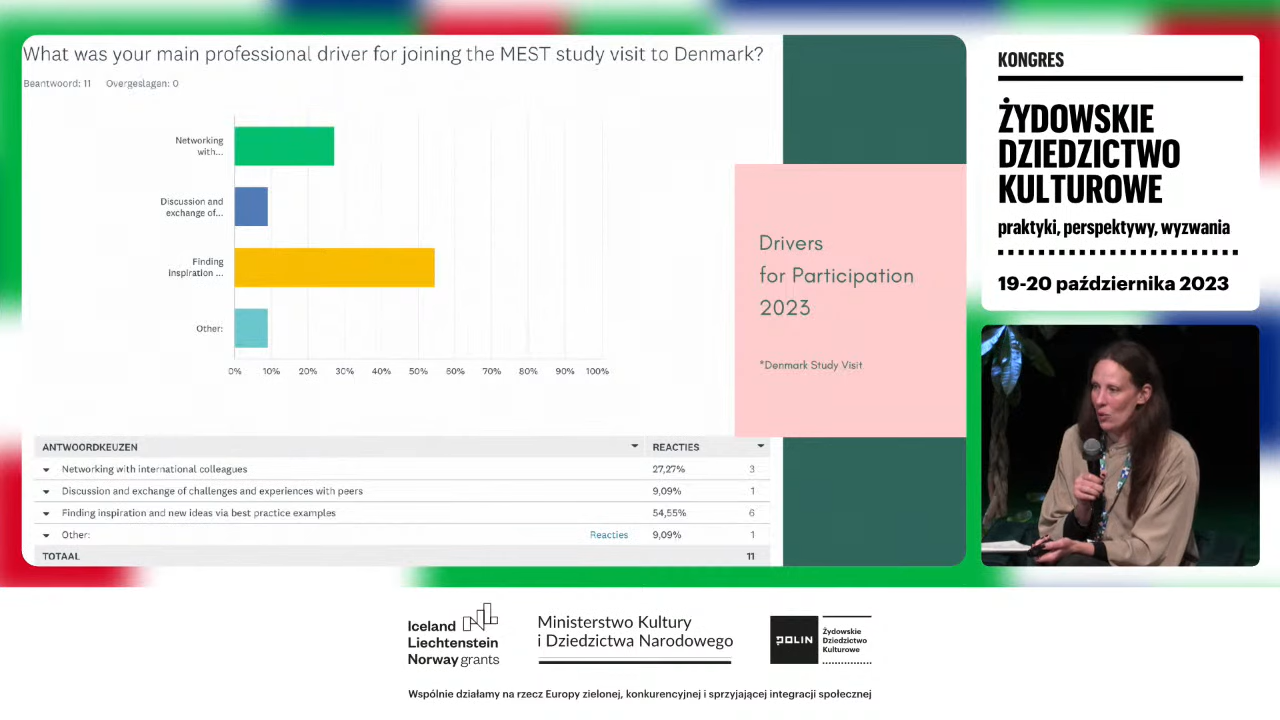 What was your main professional driver for joining the MEST study visit to Denmark?
Beantwoord: 11 Overgeslagen: 0
Networking
with...
Discussion and
exchange of...
Finding
inspiration ...
Other:
0% 10% 20% 30% 40% 50% 60% 70% 80% 90% 100%
ANTWOORDKEUZEN REACTIES
Networking with international colleagues 27,27% 3
Discussion and exchange of challenges and experiences with peers 9,09% 1
Finding inspiration and new ideas via best practice examples 54,55% 6
Other: Reacties 9,09% 1
TOTAAL 11
Drivers
for Participation
2023
*Denmark Study Visit
KONGRES
ŻYDOWSKIE
DZIEDZICTWO
KULTUROWE
praktyki, perspektywy, wyzwania
19-20 października 2023
Iceland
Liechtenstein
Norway grants
Ministerstwo Kultury
i Dziedzictwa Narodowego
POLIN
Żydowskie
Dziedzictwo
Kulturowe
Wspólnie działamy na rzecz Europy zielonej, konkurencyjnej i sprzyjającej integracji społecznej